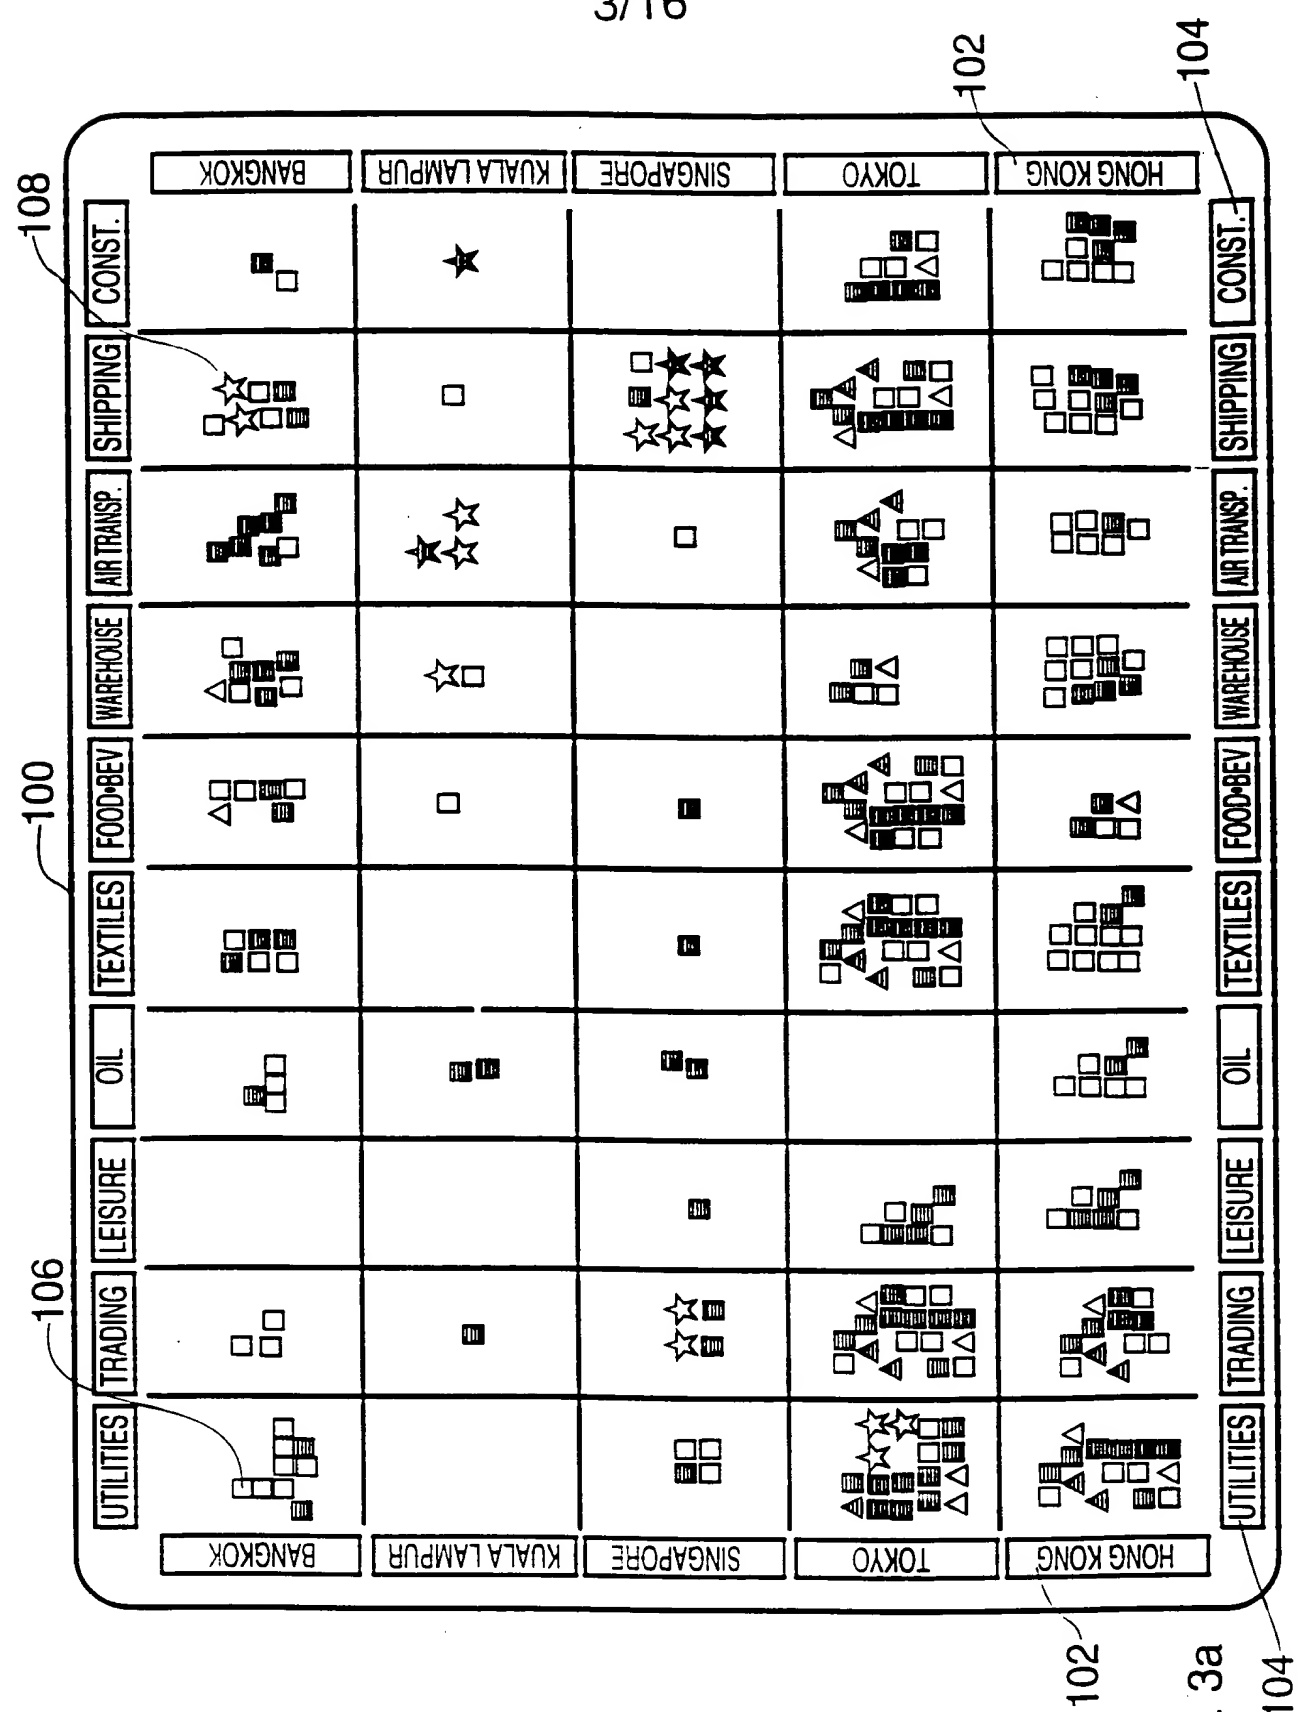 3/16
104
102
108
BANGKOK
KUALA LAMPUR
SINGAPORE
TOKYO
HONG KONG
CONST.
CONST.
SHIPPING
SHIPPING
AIR TRANSP.
AIR TRANSP.
WAREHOUSE
WAREHOUSE
100
FOOD•BEV
FOOD•BEV
TEXTILES
TEXTILES
OIL
OIL
LEISURE
LEISURE
106
TRADING
TRADING
UTILITIES
UTILITIES
BANGKOK
KUALA LAMPUR
SINGAPORE
TOKYO
HONG KONG
102
3a
104